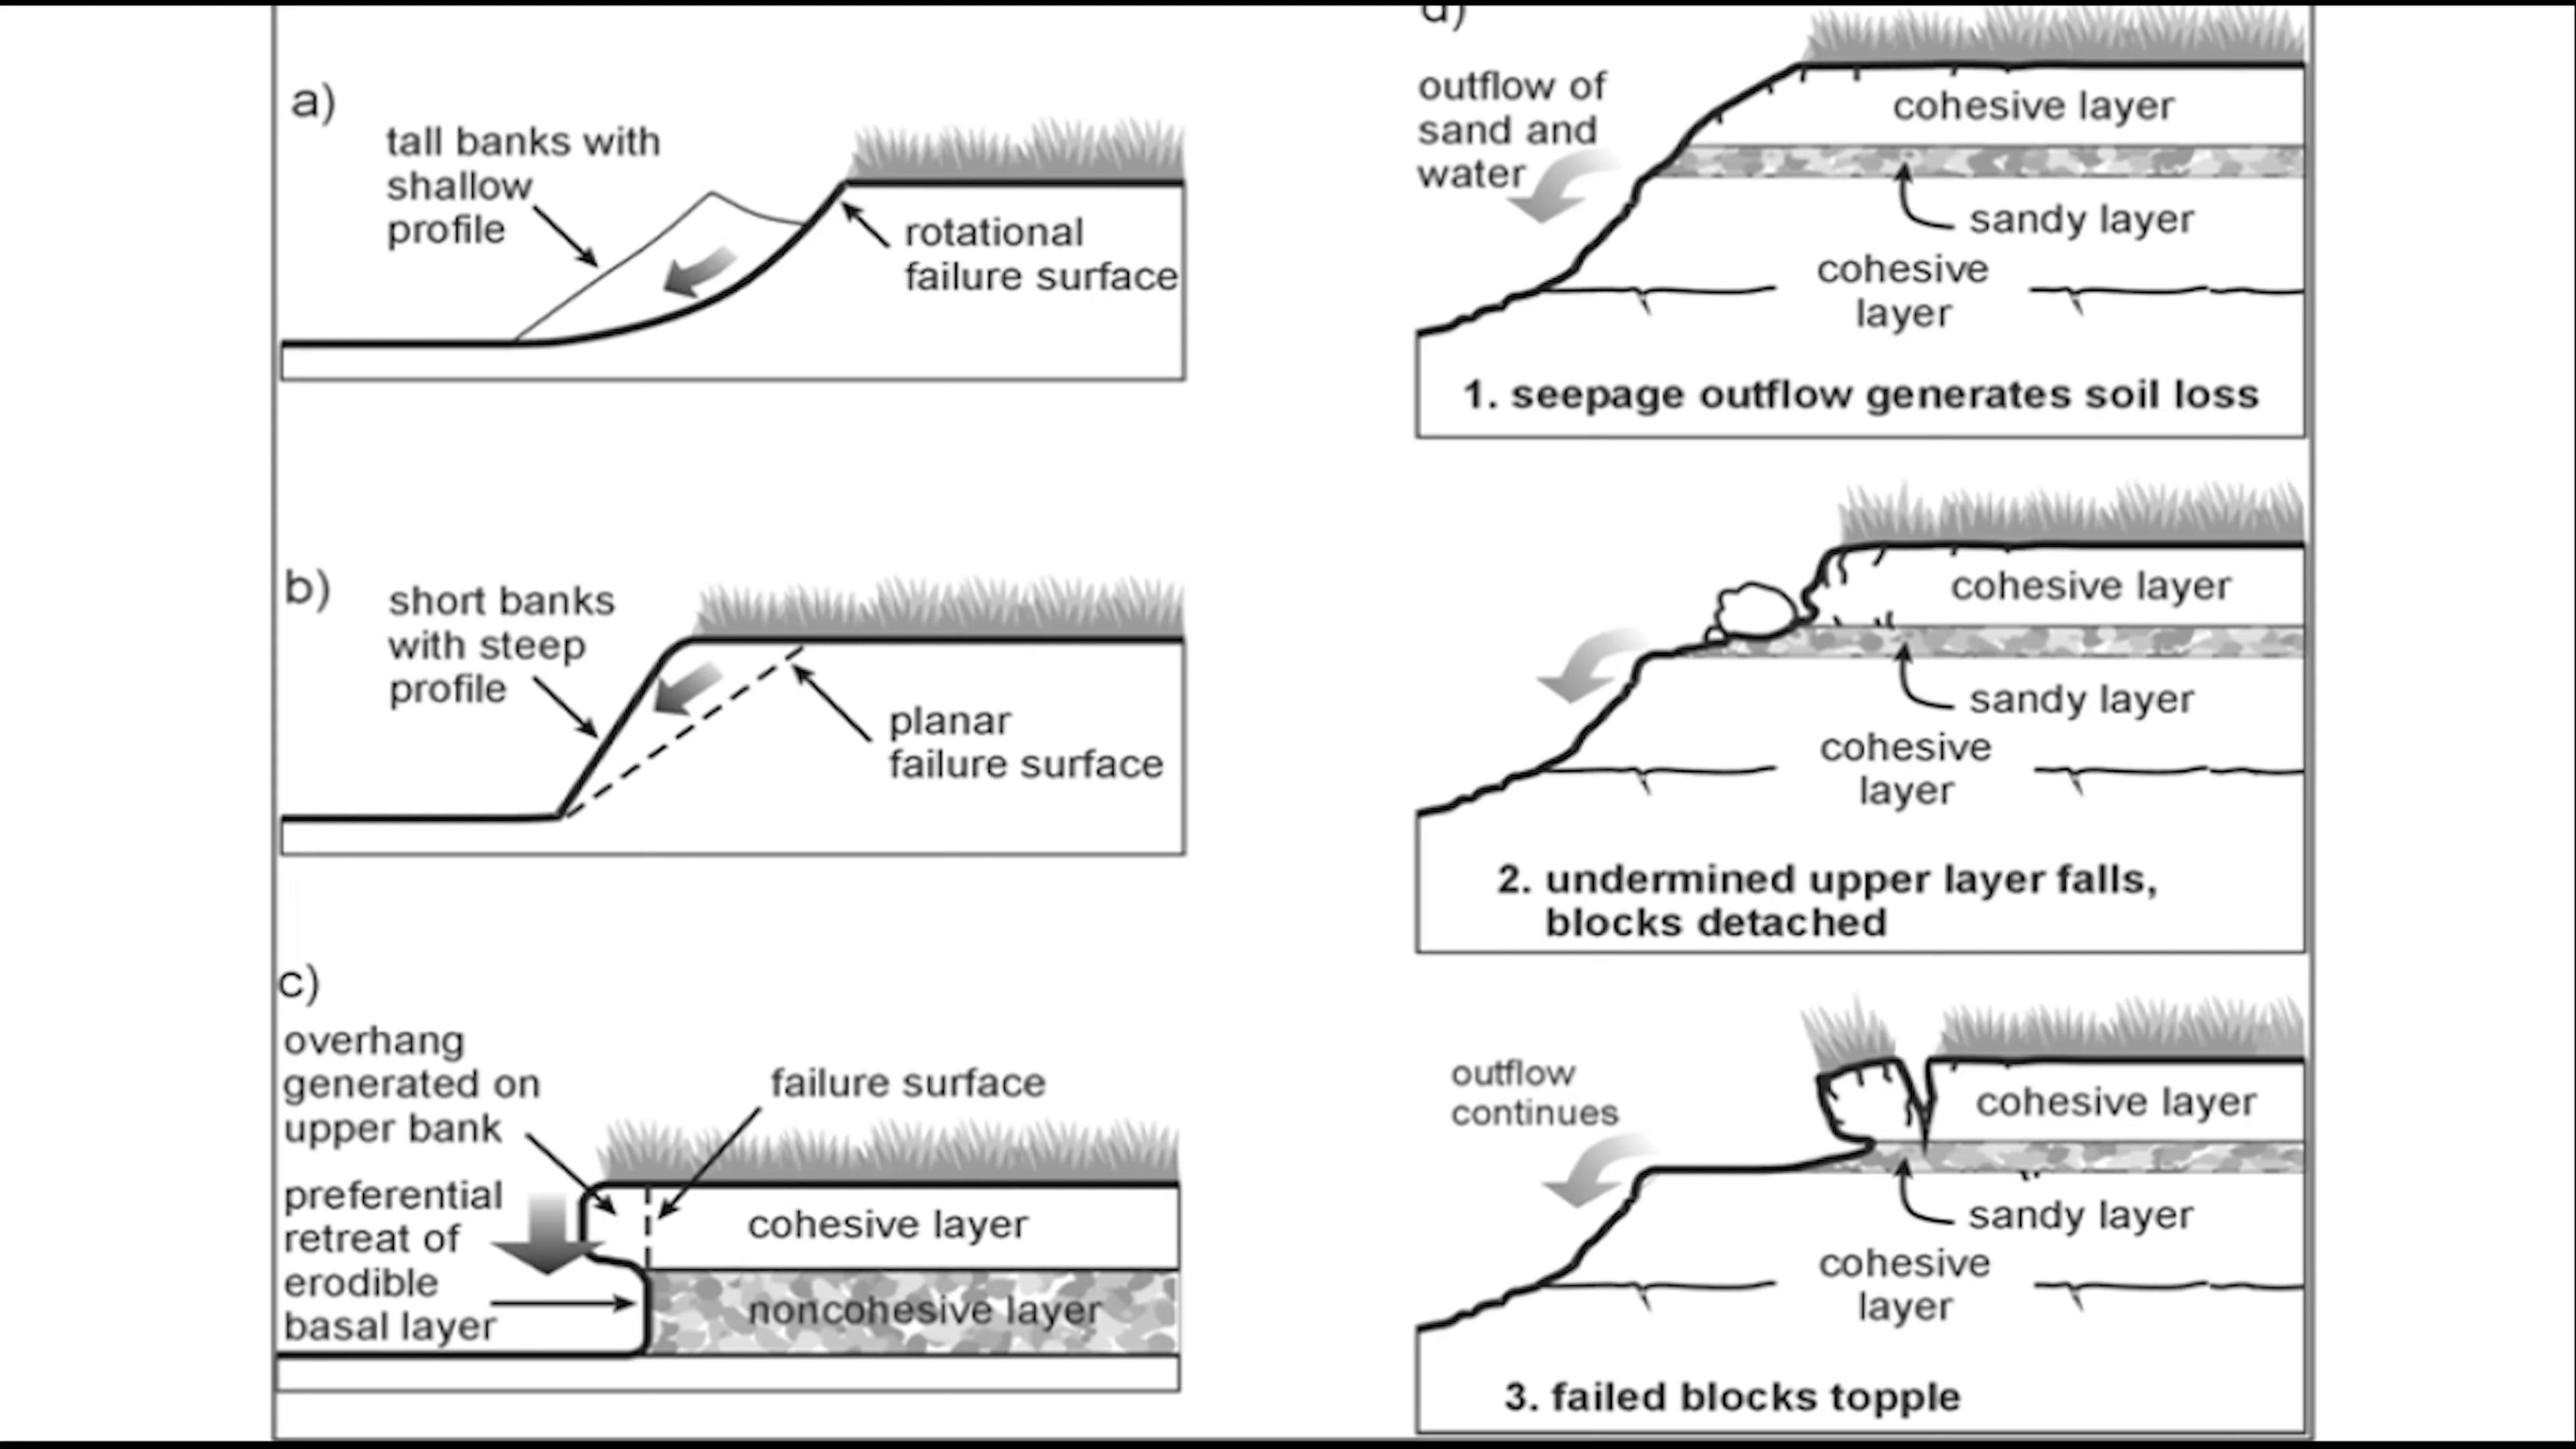 a)
tall banks with
shallow
profile
rotational
failure surface
b)
short banks
with steep
profile
planar
failure surface
c)
overhang
generated on
upper bank
failure surface
preferential
retreat of
erodible
basal layer
cohesive layer
noncohesive layer
d)
outflow of
sand and
water
cohesive layer
sandy layer
cohesive
layer
1. seepage outflow generates soil loss
cohesive layer
sandy layer
cohesive
layer
2. undermined upper layer falls,
blocks detached
outflow
continues
cohesive layer
sandy layer
cohesive
layer
3. failed blocks topple